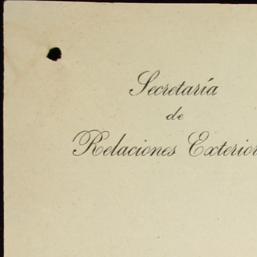 Secretaría
de
Relaciones Exterior